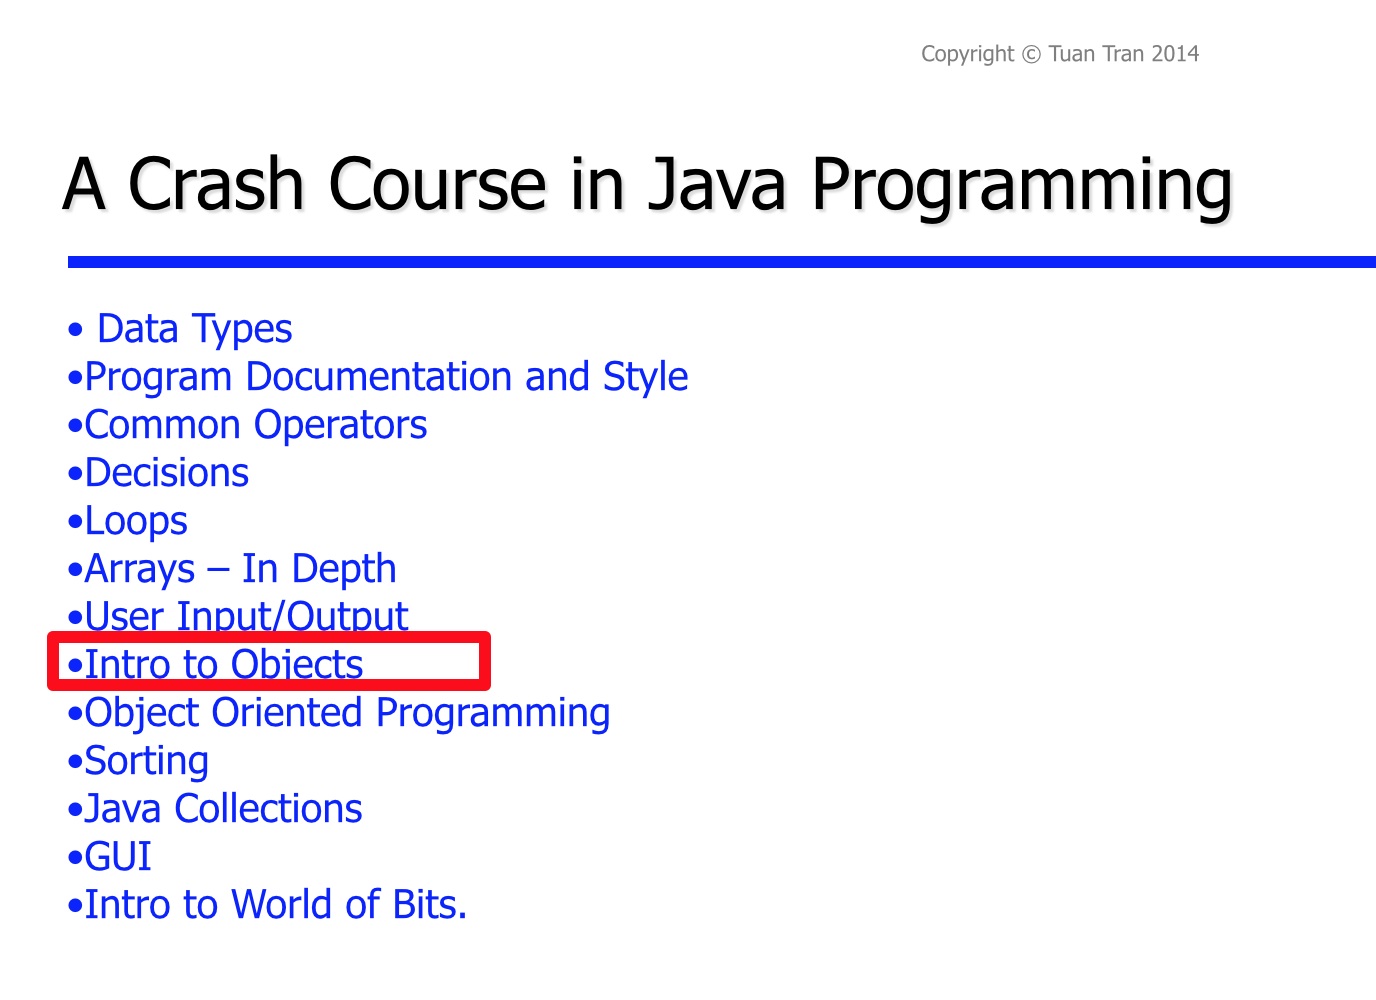 Copyright © Tuan Tran 2014
A Crash Course in Java Programming
• Data Types
•Program Documentation and Style
•Common Operators
•Decisions
•Loops
•Arrays – In Depth
•User Input/Output
•Intro to Objects
•Object Oriented Programming
•Sorting
•Java Collections
•GUI
•Intro to World of Bits.